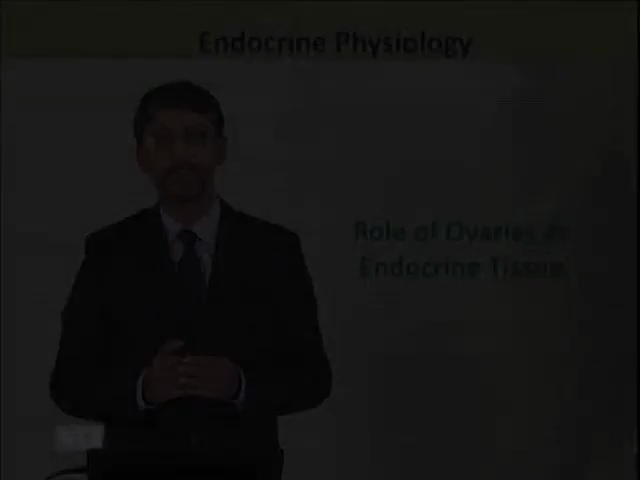 Endocrine Physiology
Role of Ovaries as
Endocrine Tissue